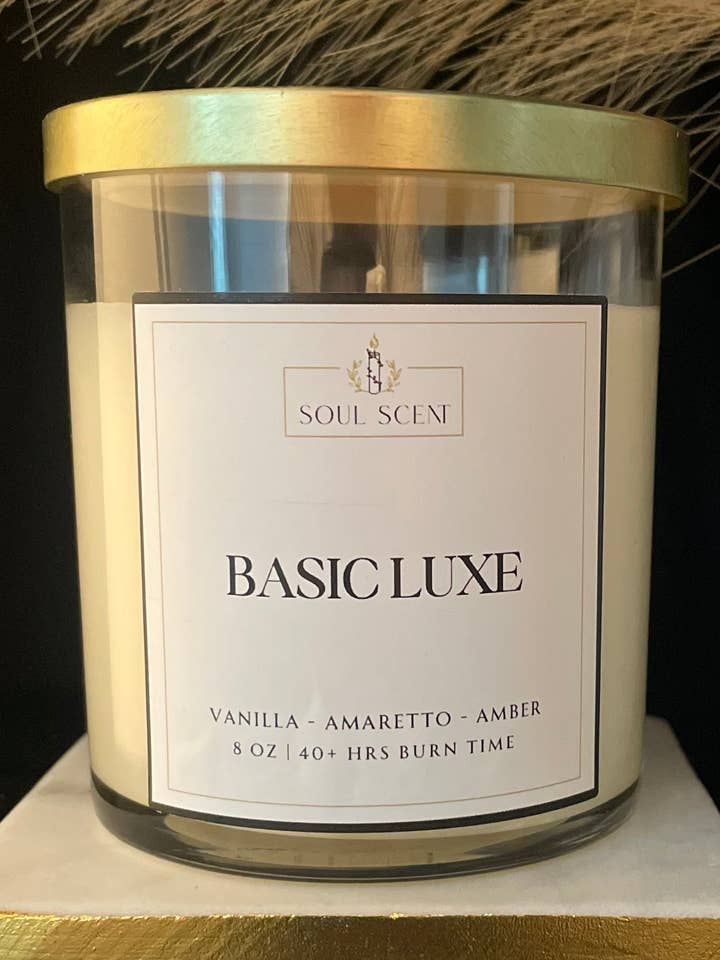 SOUL SCENT
BASIC LUXE
VANILLA - AMARETTO - AMBER
8 OZ | 40+ HRS BURN TIME